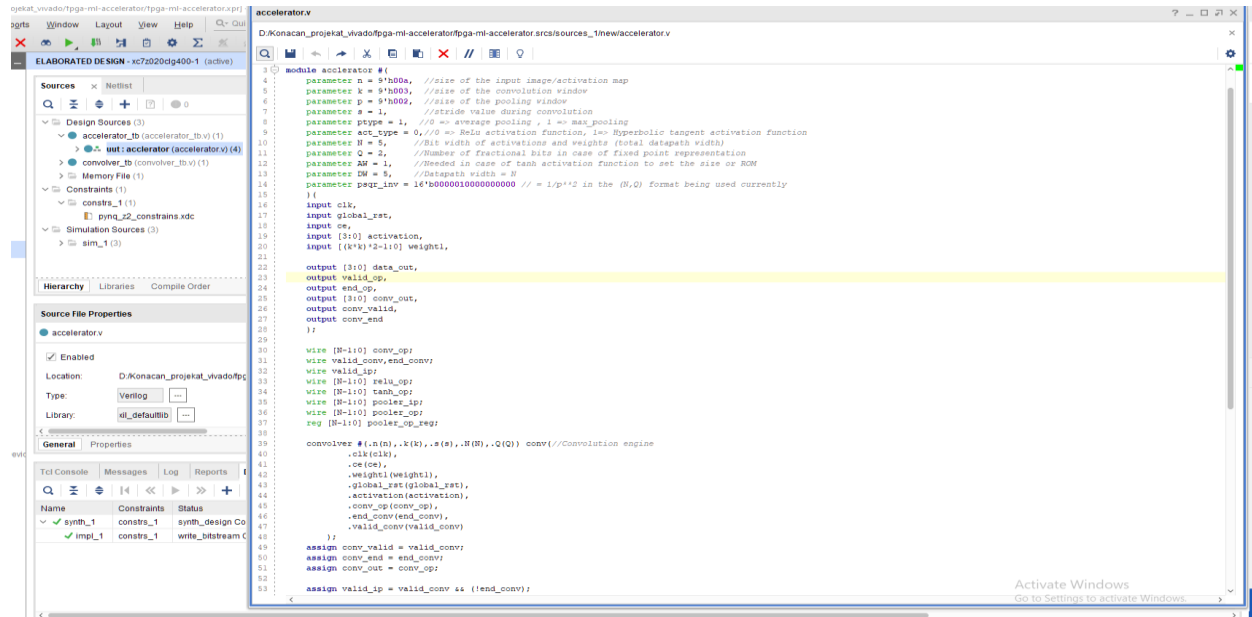 ojekat_vivado/fpga-ml-accelerator/fpga-ml-accelerator.xpr]
ports Window Layout View Help Q- Qui
ELABORATED DESIGN - xc7z020clg400-1 (active)
Sources × Netlist
0
Design Sources (3)
accelerator_tb (accelerator_tb.v) (1)
uut : acclerator (accelerator.v) (4)
convolver_tb (convolver_tb.v) (1)
Memory File (1)
Constraints (1)
constrs_1 (1)
pynq_z2_constrains.xdc
Simulation Sources (3)
sim_1 (3)
Hierarchy Libraries Compile Order
Source File Properties
accelerator.v
Enabled
Location: D:/Konacan_projekat_vivado/fpg
Type: Verilog ...
Library: xil_defaultlib ...
General Properties
Tcl Console Messages Log Reports
Name Constraints Status
synth_1 constrs_1 synth_design Co
impl_1 constrs_1 write_bitstream C
accelerator.v
D:/Konacan_projekat_vivado/fpga-ml-accelerator/fpga-ml-accelerator.srcs/sources_1/new/accelerator.v
3 module acclerator #(
4 parameter n = 9'h00a, //size of the input image/activation map
5 parameter k = 9'h003, //size of the convolution window
6 parameter p = 9'h002, //size of the pooling window
7 parameter s = 1, //stride value during convolution
8 parameter ptype = 1, //0 => average pooling , 1 => max_pooling
9 parameter act_type = 0,//0 => ReLu activation function, 1=> Hyperbolic tangent activation function
10 parameter N = 5, //Bit width of activations and weights (total datapath width)
11 parameter Q = 2, //Number of fractional bits in case of fixed point representation
12 parameter AW = 1, //Needed in case of tanh activation function to set the size or ROM
13 parameter DW = 5, //Datapath width = N
14 parameter psqr_inv = 16'b0000010000000000 // = 1/p**2 in the (N,Q) format being used currently
15 )(
16 input clk,
17 input global_rst,
18 input ce,
19 input [3:0] activation,
20 input [(k*k)*2-1:0] weight1,
21
22 output [3:0] data_out,
23 output valid_op,
24 output end_op,
25 output [3:0] conv_out,
26 output conv_valid,
27 output conv_end
28 );
29
30 wire [N-1:0] conv_op;
31 wire valid_conv,end_conv;
32 wire valid_ip;
33 wire [N-1:0] relu_op;
34 wire [N-1:0] tanh_op;
35 wire [N-1:0] pooler_ip;
36 wire [N-1:0] pooler_op;
37 reg [N-1:0] pooler_op_reg;
38
39 convolver #(.n(n),.k(k),.s(s),.N(N),.Q(Q)) conv(//Convolution engine
40 .clk(clk),
41 .ce(ce),
42 .weight1(weight1),
43 .global_rst(global_rst),
44 .activation(activation),
45 .conv_op(conv_op),
46 .end_conv(end_conv),
47 .valid_conv(valid_conv)
48 );
49 assign conv_valid = valid_conv;
50 assign conv_end = end_conv;
51 assign conv_out = conv_op;
52
53 assign valid_ip = valid_conv && (!end_conv);
Activate Windows
Go to Settings to activate Windows.